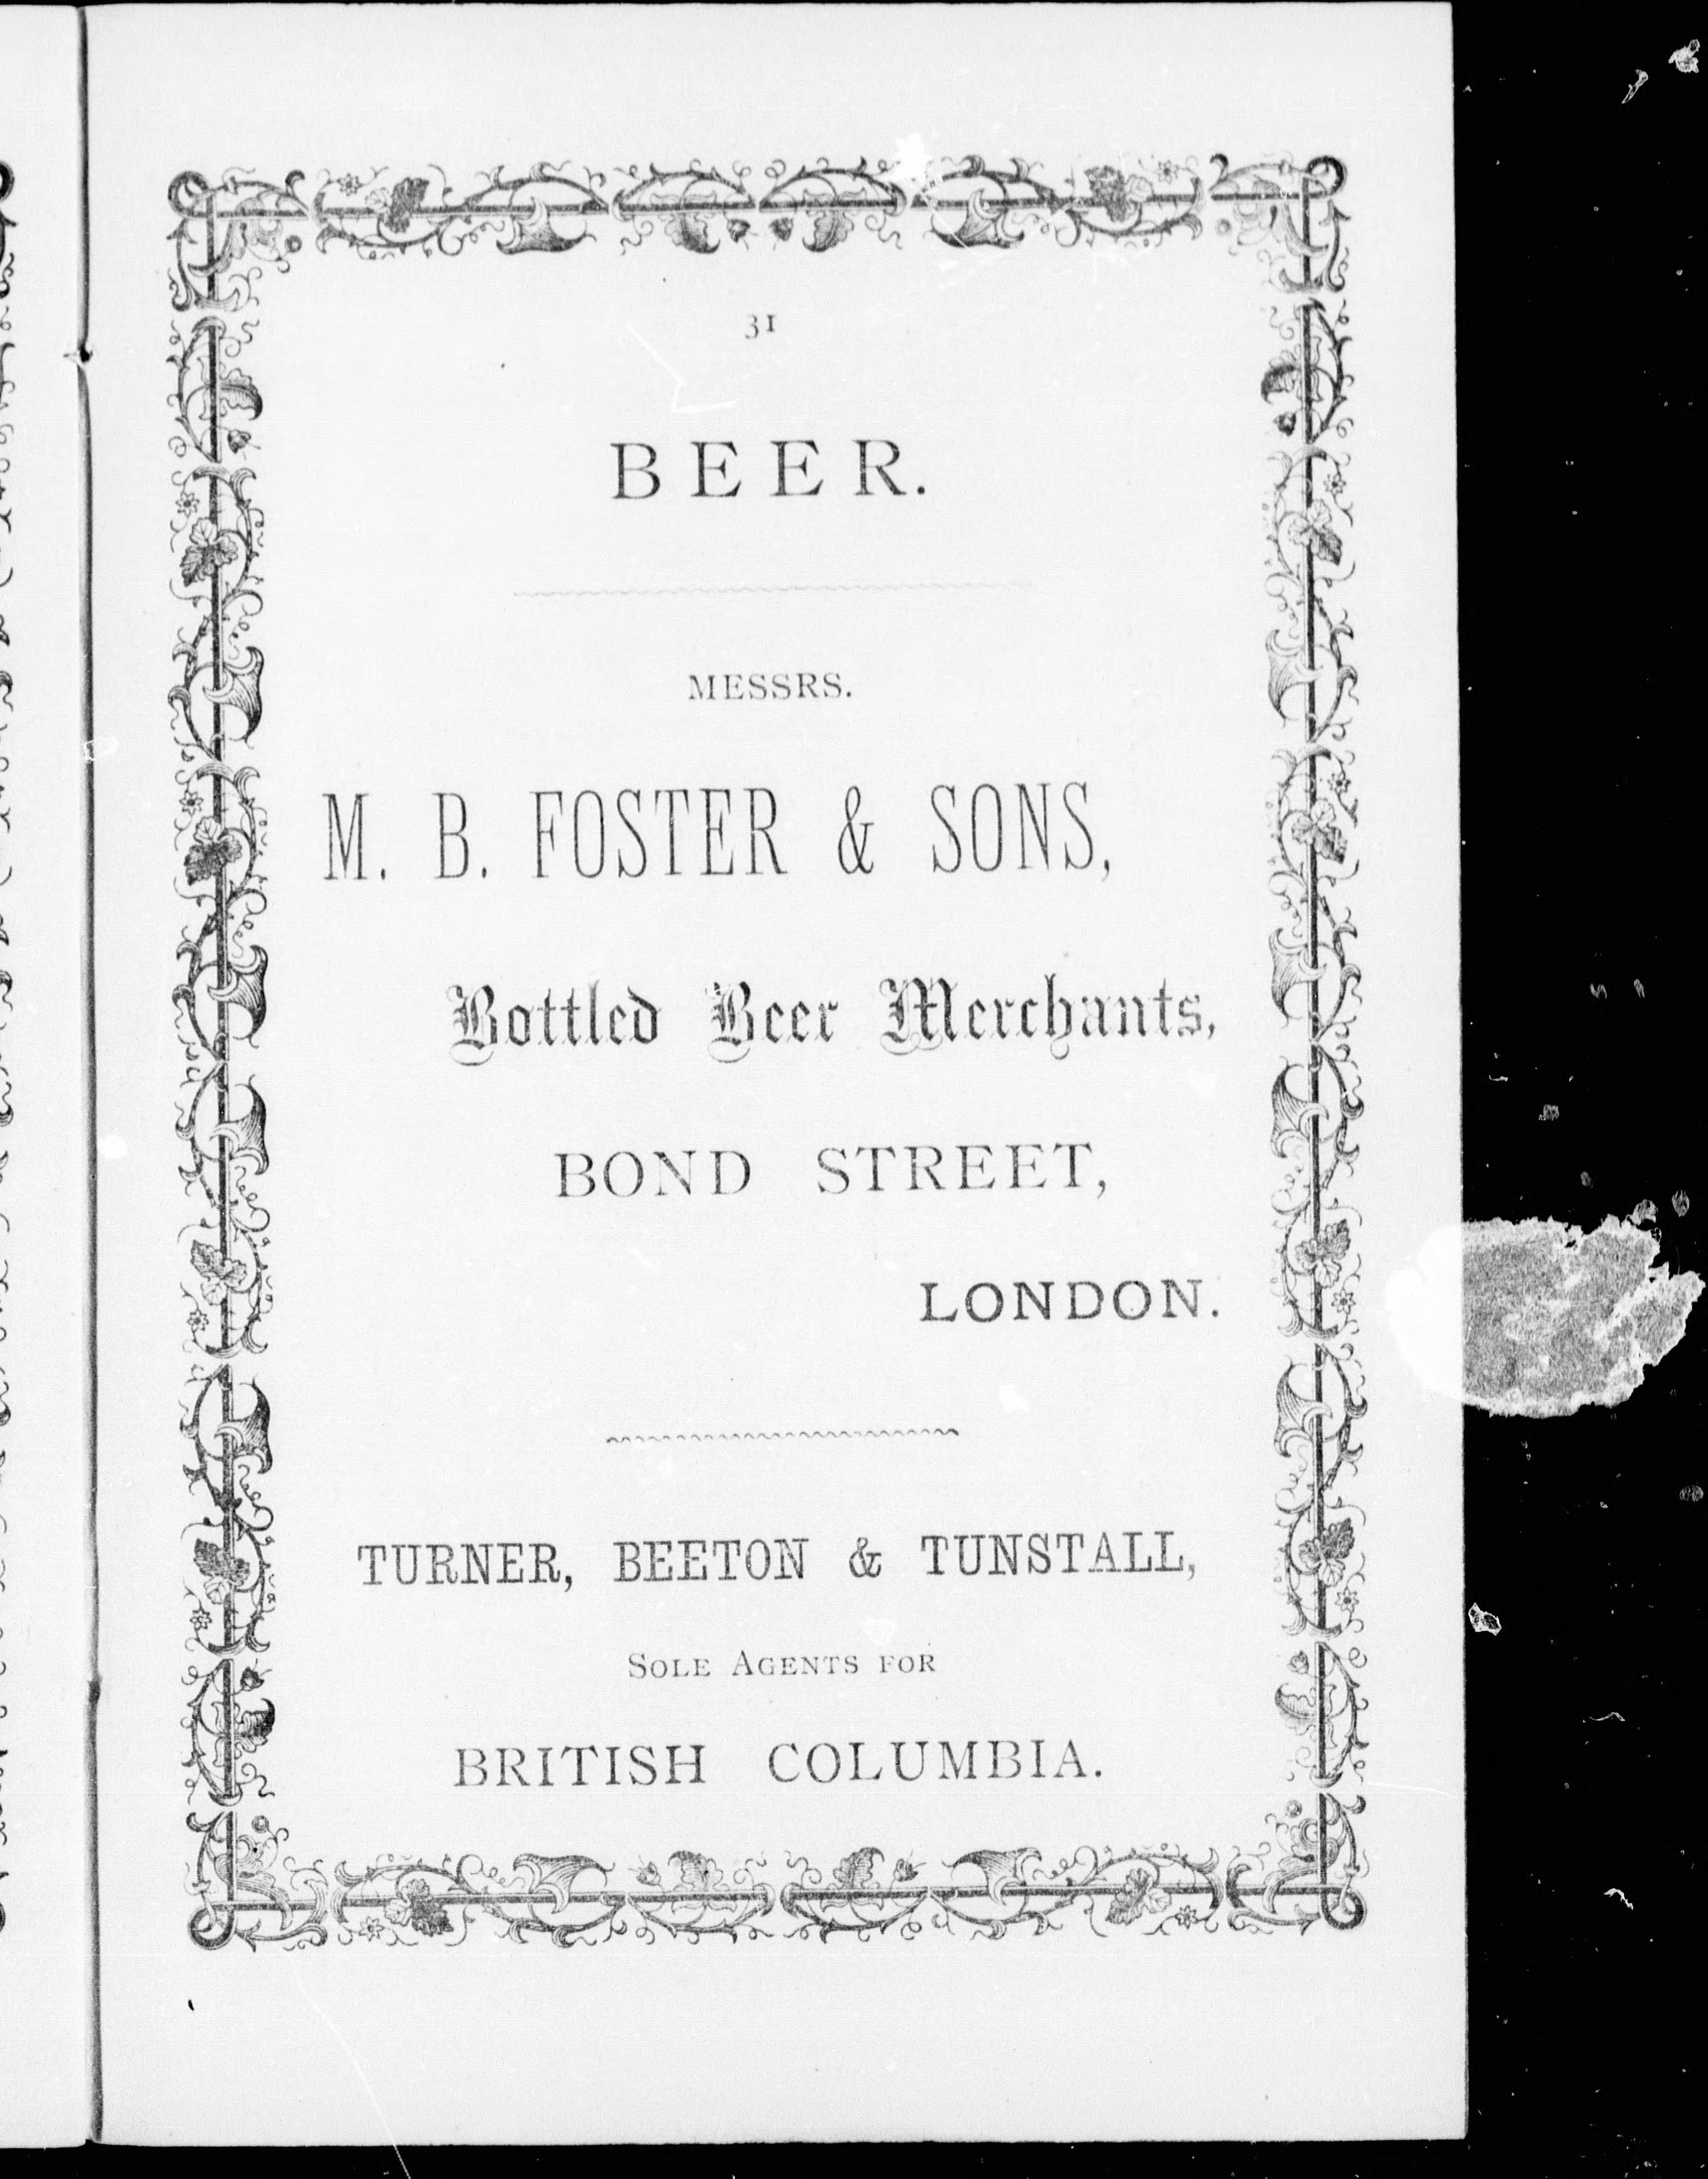 31
BEER.
MESSRS.
M. B. FOSTER & SONS,
Bottled Beer Merchants,
BOND STREET,
LONDON.
TURNER, BEETON & TUNSTALL,
SOLE AGENTS FOR
BRITISH COLUMBIA.